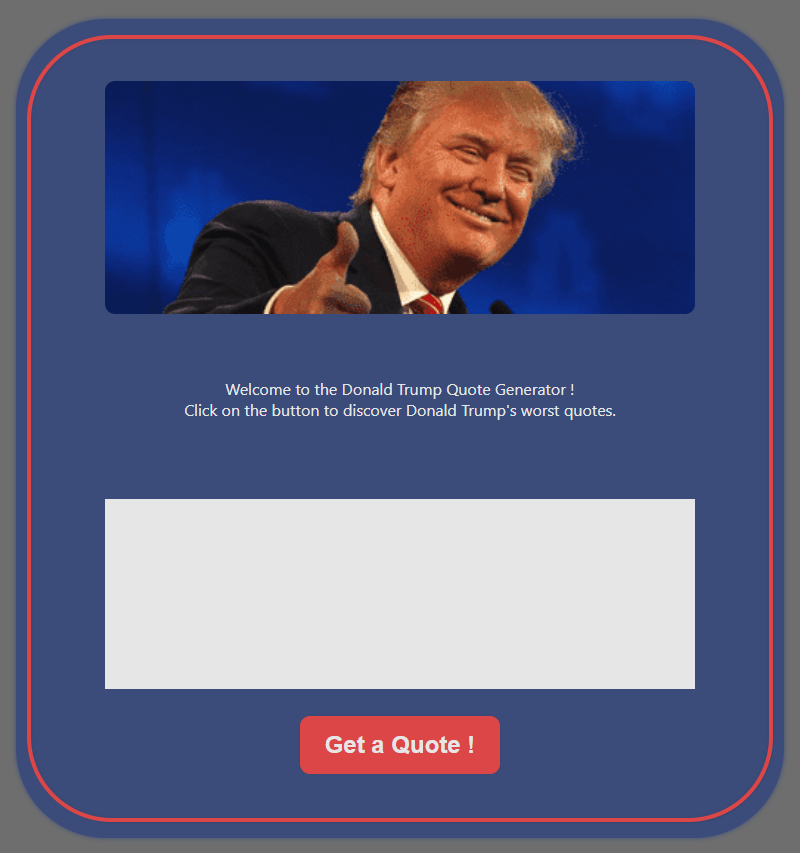 Welcome to the Donald Trump Quote Generator !
Click on the button to discover Donald Trump's worst quotes.
Get a Quote !